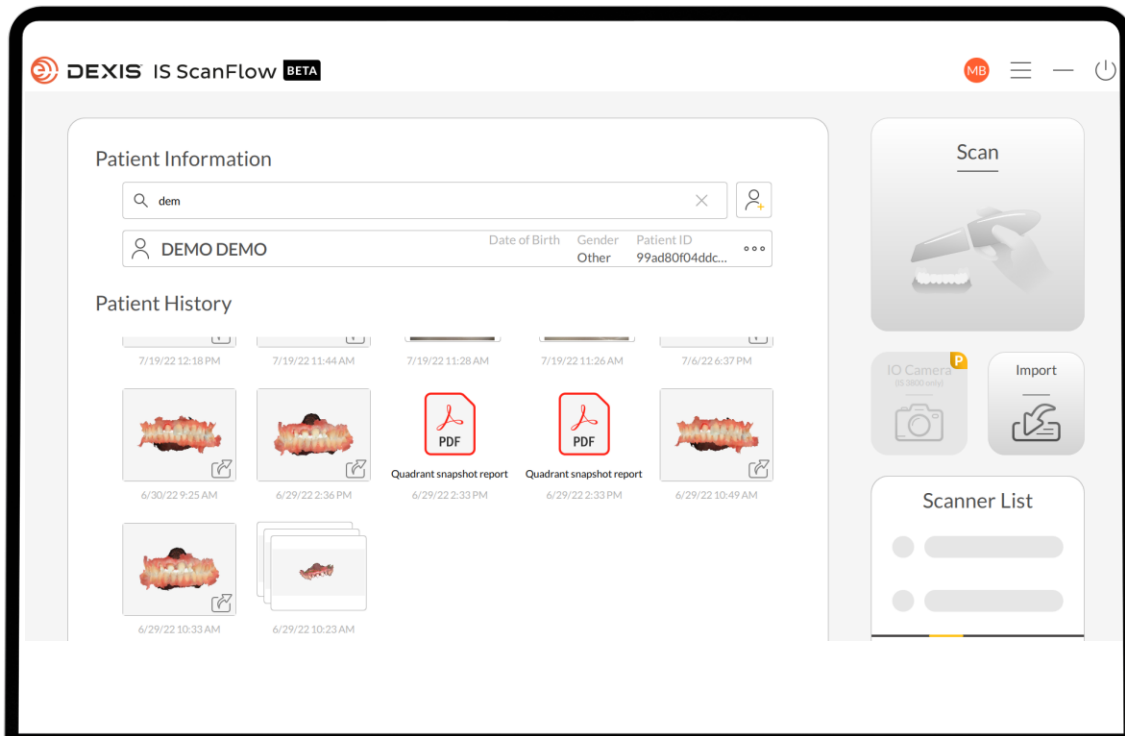 DEXIS IS ScanFlow BETA
MB
Patient Information
dem
DEMO DEMO
Date of Birth Gender Patient ID
Other 99ad80f04ddc...
Patient History
7/19/22 12:18 PM 7/19/22 11:44 AM 7/19/22 11:28 AM 7/19/22 11:26 AM 7/6/22 6:37 PM
PDF PDF
Quadrant snapshot report Quadrant snapshot report
6/30/22 9:25 AM 6/29/22 2:36 PM 6/29/22 2:33 PM 6/29/22 2:33 PM 6/29/22 10:49 AM
6/29/22 10:33 AM 6/29/22 10:23 AM
Scan
IO Camera P
(IS 3800 only)
Import
Scanner List